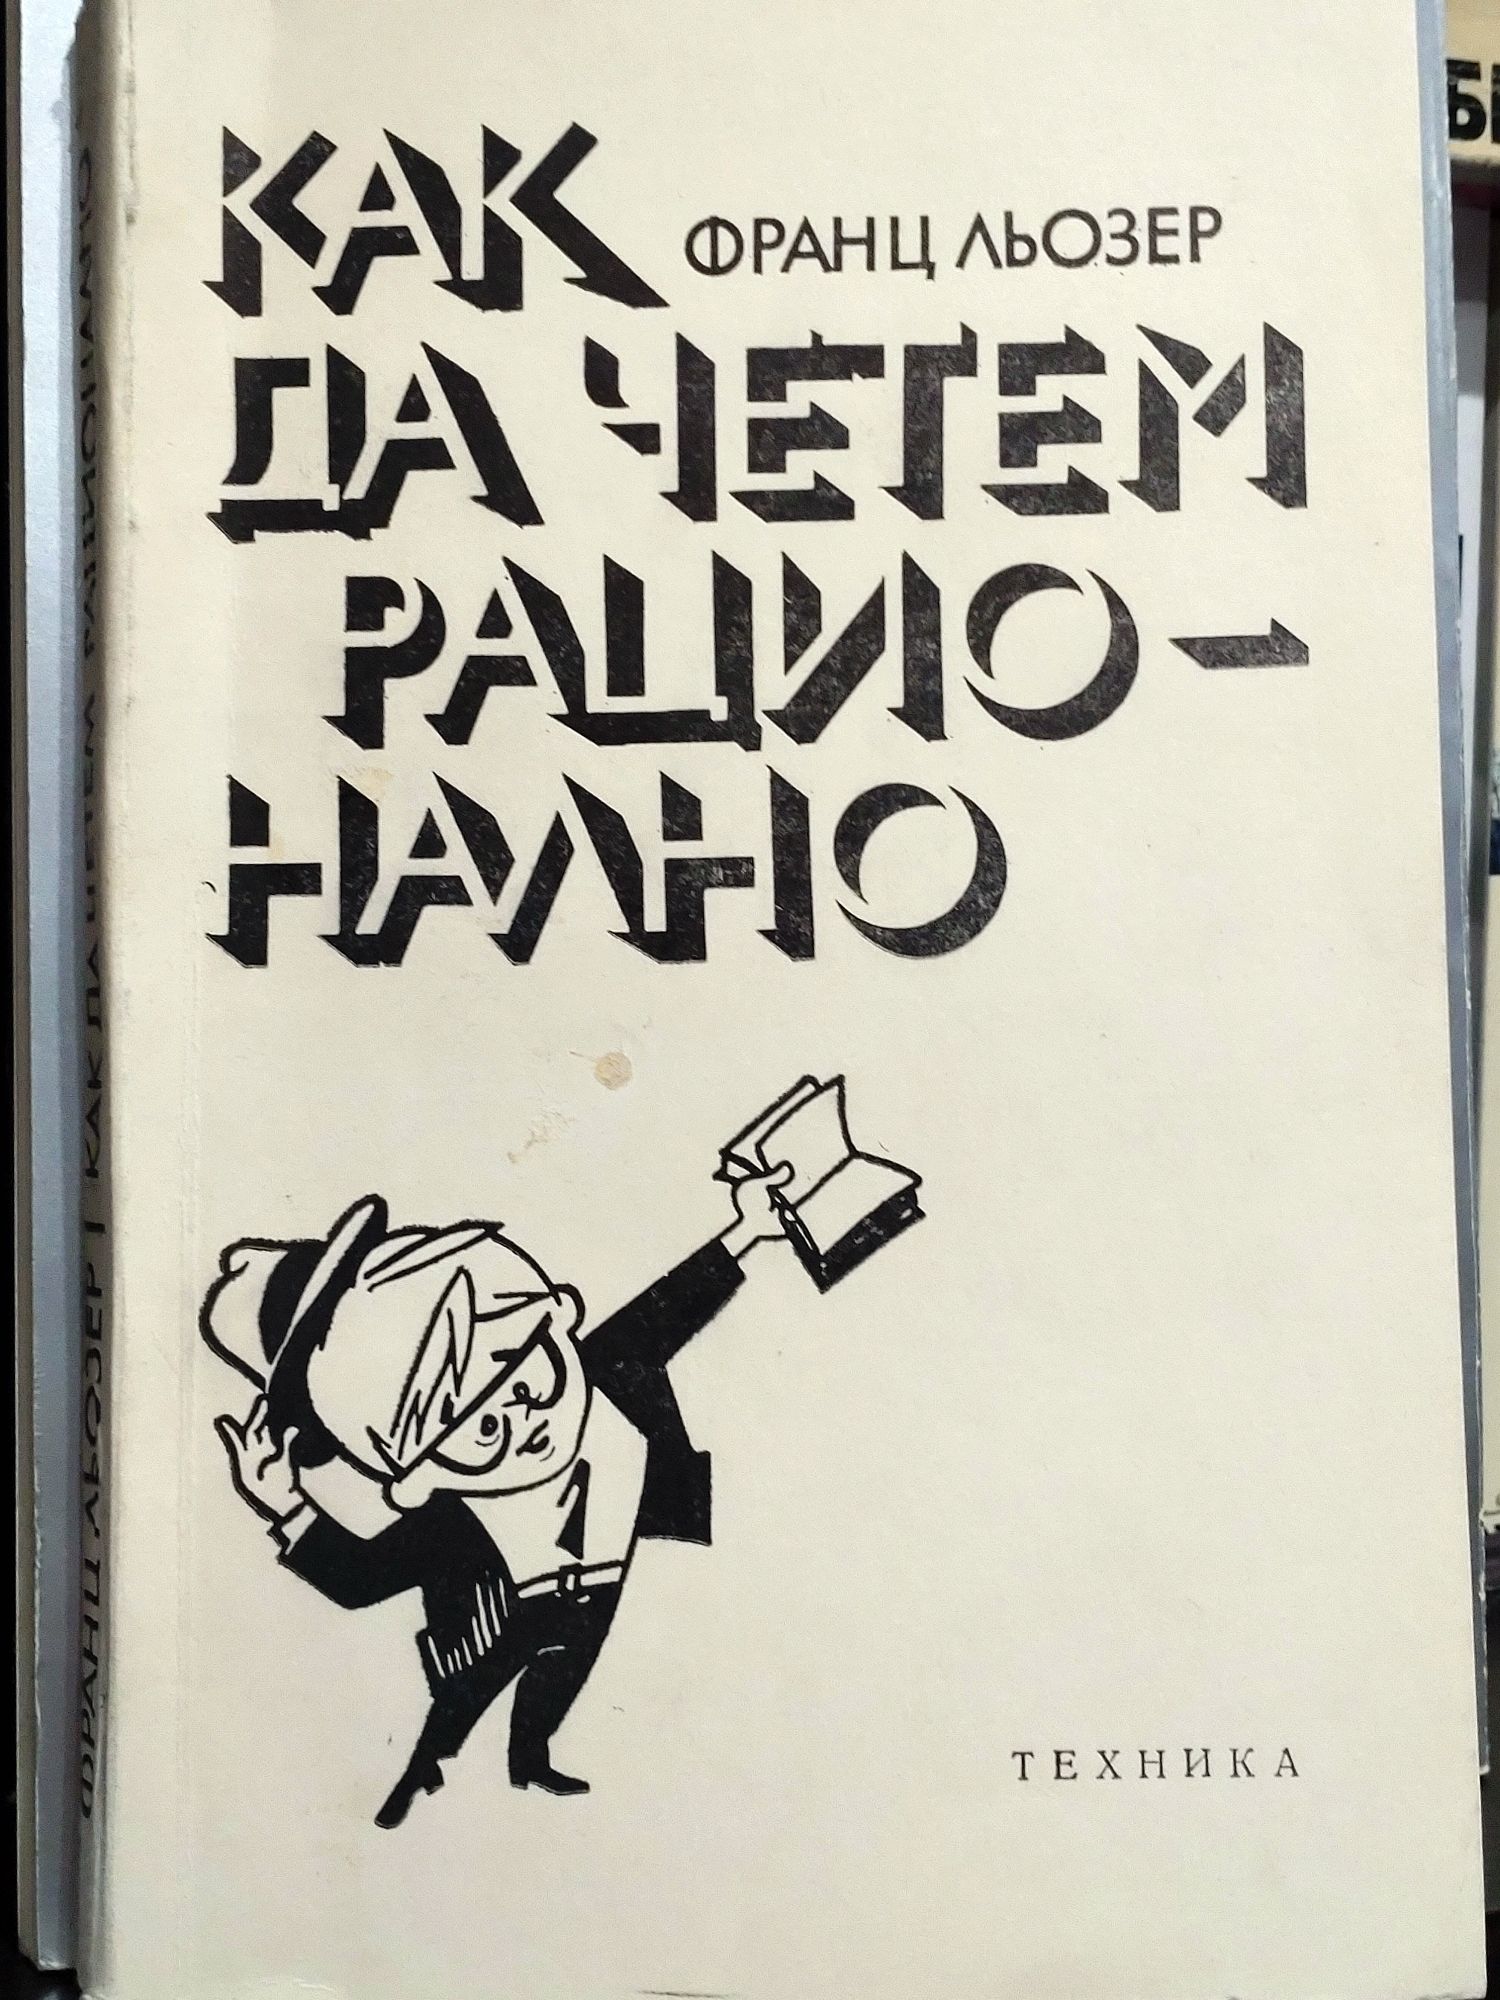 КАК
ФРАНЦ ЛЬОЗЕР
ДА ЧЕТЕМ
РАЦИО-
НАЛНО
ТЕХНИКА
ФРАНЦ ЛЬОЗЕР | КАК ДА ЧЕТЕМ РАЦИОНАЛНО